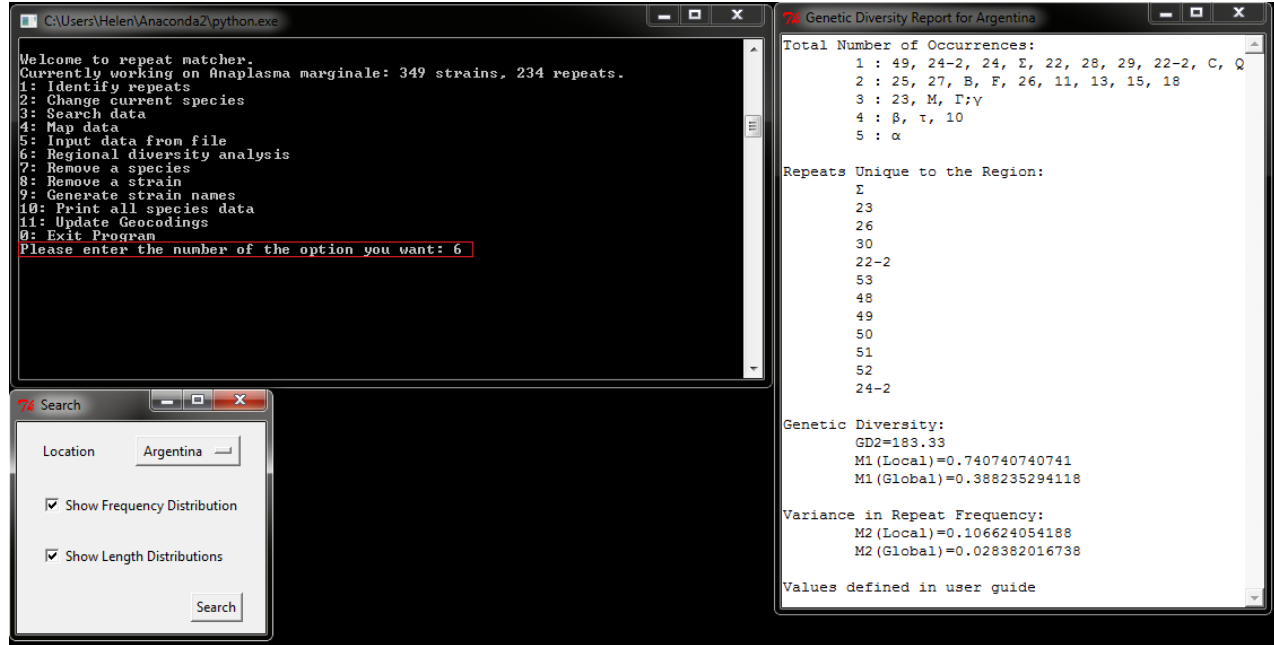 C:\Users\Helen\Anaconda2\python.exe
Welcome to repeat matcher.
Currently working on Anaplasma marginale: 349 strains, 234 repeats.
1: Identify repeats
2: Change current species
3: Search data
4: Map data
5: Input data from file
6: Regional diversity analysis
7: Remove a species
8: Remove a strain
9: Generate strain names
10: Print all species data
11: Update Geocodings
0: Exit Program
Please enter the number of the option you want: 6
Search
Location Argentina
Show Frequency Distribution
Show Length Distributions
Search
Genetic Diversity Report for Argentina
Total Number of Occurrences:
1 : 49, 24-2, 24, Σ, 22, 28, 29, 22-2, C, Q
2 : 25, 27, B, F, 26, 11, 13, 15, 18
3 : 23, M, Γ;γ
4 : β, τ, 10
5 : α
Repeats Unique to the Region:
Σ
23
26
30
22-2
53
48
49
50
51
52
24-2
Genetic Diversity:
GD2=183.33
M1(Local)=0.740740740741
M1(Global)=0.388235294118
Variance in Repeat Frequency:
M2(Local)=0.106624054188
M2(Global)=0.028382016738
Values defined in user guide